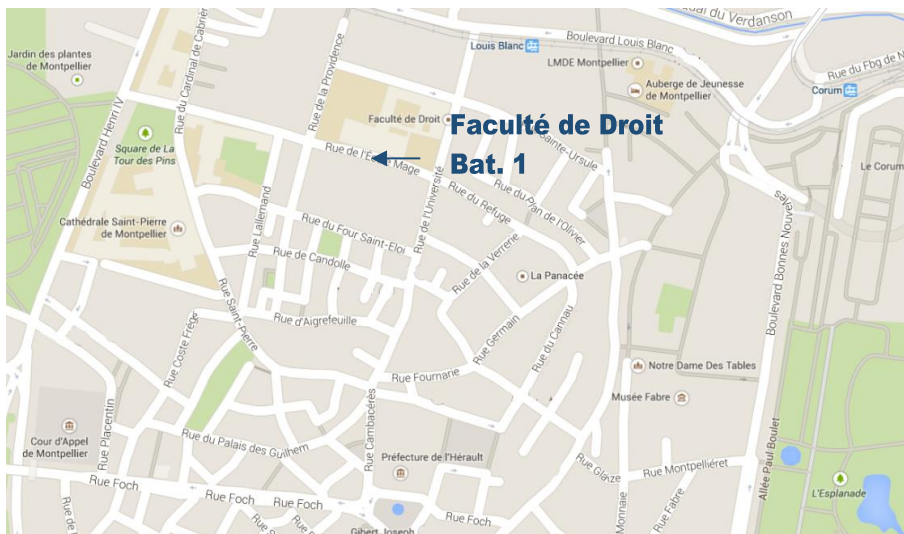 Canal du Verdanson
Jardin des plantes
de Montpellier
Boulevard Henri IV
Rue du Cardinal de Cabrièr
Rue de la Providence
Louis Blanc
Boulevard Louis Blanc
LMDE Montpellier
Rue du Fbg de N
Auberge de Jeunesse
de Montpellier
Corum
Square de La
Tour des Pins
Faculté de Droit
Faculté de Droit
Bat. 1
Rue de l'É Mage
Sainte-Ursule
Le Corum
Rue du Plan de l'Olivier
Rue du Refuge
Rue de l'Université
Rue Lallemand
Cathédrale Saint-Pierre
de Montpellier
Rue du Four Saint-Eloi
Rue de Candolle
Rue de la Verrerie
La Panacée
Boulevard Bonnes Nouvelles
Rue Saint-Pierre
Rue d'Aigrefeuille
Rue Coste Frège
Rue Germain
Rue du Cannau
Rue Fournarie
Notre Dame Des Tables
Musée Fabre
Rue Cambacérès
Rue Placentin
Cour d'Appel
de Montpellier
Rue du Palais des Guilhem
Préfecture de l'Hérault
Rue Glaize
Rue Montpelliéret
Allée Paul Boulet
L'Esplanade
Rue Foch
Rue Foch
Rue Foch
Rue de
Monnaie
Rue Fabre
Gibert Joseph